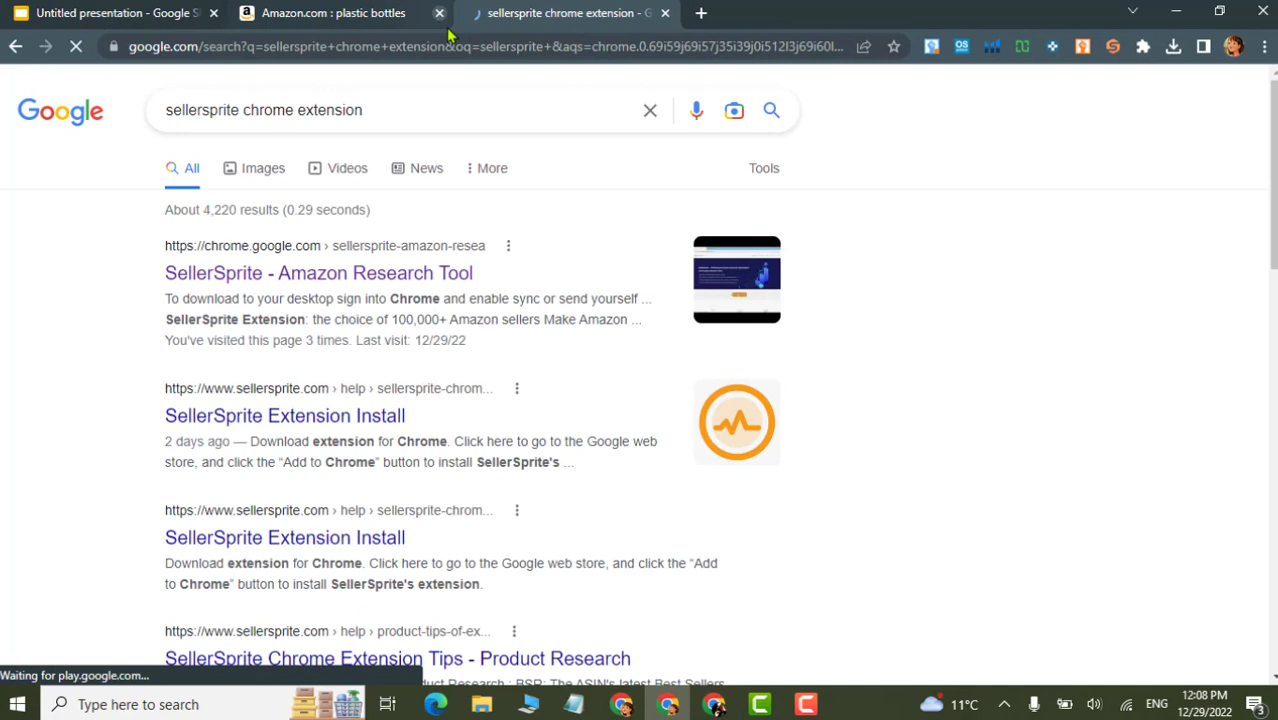 Untitled presentation - Google S
Amazon.com : plastic bottles
sellersprite chrome extension - G
google.com/search?q=sellersprite+chrome+extension&oq=sellersprite+&aqs=chrome.0.69i59j69i57j35i39j0i512l3j69i60l...
Google
sellersprite chrome extension
All
Images
Videos
News
More
Tools
About 4,220 results (0.29 seconds)
https://chrome.google.com › sellersprite-amazon-resea
SellerSprite - Amazon Research Tool
To download to your desktop sign into Chrome and enable sync or send yourself ...
SellerSprite Extension: the choice of 100,000+ Amazon sellers Make Amazon ...
You've visited this page 3 times. Last visit: 12/29/22
https://www.sellersprite.com › help › sellersprite-chrom...
SellerSprite Extension Install
2 days ago — Download extension for Chrome. Click here to go to the Google web
store, and click the “Add to Chrome” button to install SellerSprite's ...
https://www.sellersprite.com › help › sellersprite-chrom...
SellerSprite Extension Install
Download extension for Chrome. Click here to go to the Google web store, and click the “Add
to Chrome” button to install SellerSprite's extension.
https://www.sellersprite.com › help › product-tips-of-ex...
SellerSprite Chrome Extension Tips - Product Research
Waiting for play.google.com...
duct Research : BSR: The ASIN's latest Best Sellers
Type here to search
11°C
ENG
12:08 PM
12/29/2022
3